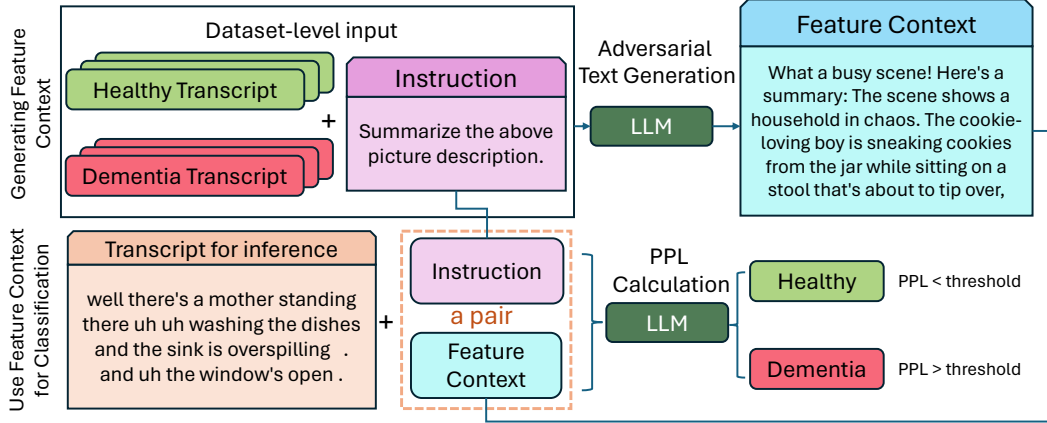 Generating Feature
Context
Dataset-level input
Healthy Transcript
+
Dementia Transcript
Instruction
Summarize the above
picture description.
Adversarial
Text Generation
LLM
Feature Context
What a busy scene! Here's a
summary: The scene shows a
household in chaos. The cookie-
loving boy is sneaking cookies
from the jar while sitting on a
stool that's about to tip over,
Use Feature Context
for Classification
Transcript for inference
well there's a mother standing
there uh uh washing the dishes
and the sink is overspilling .
and uh the window's open .
+
Instruction
a pair
Feature
Context
PPL
Calculation
LLM
Healthy
PPL < threshold
Dementia
PPL > threshold